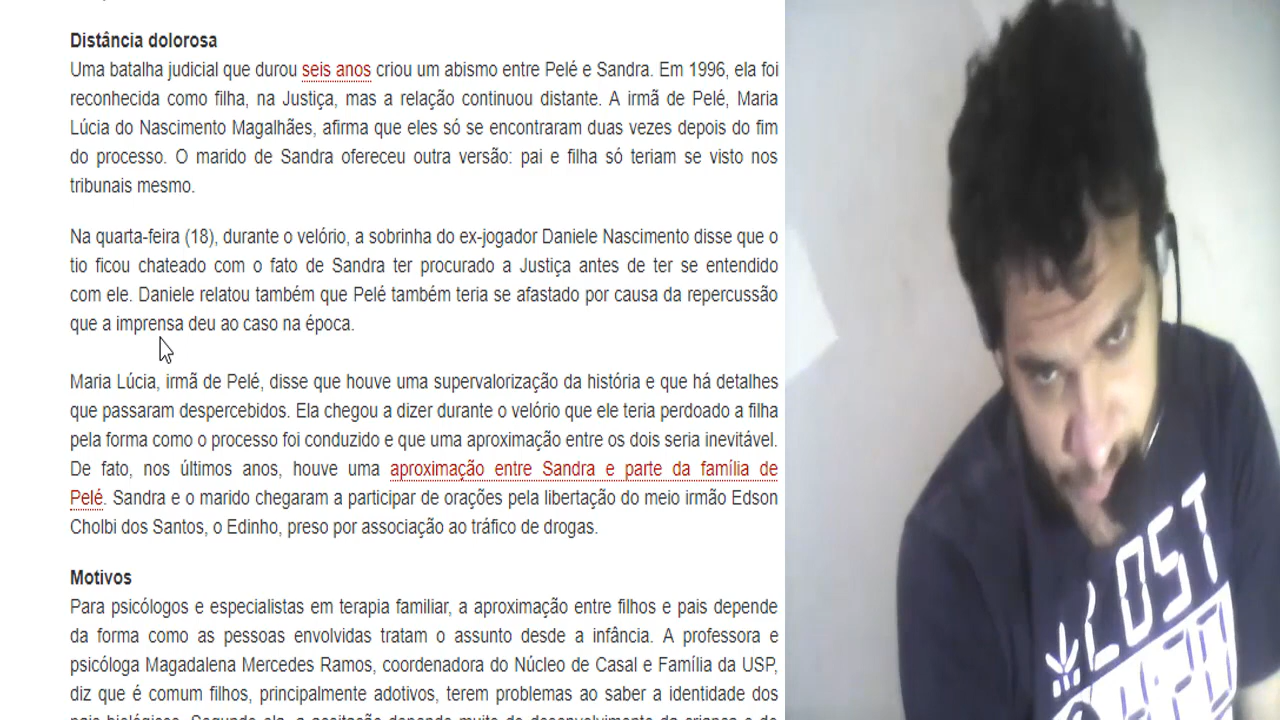 Distância dolorosa
Uma batalha judicial que durou seis anos criou um abismo entre Pelé e Sandra. Em 1996, ela foi
reconhecida como filha, na Justiça, mas a relação continuou distante. A irmã de Pelé, Maria
Lúcia do Nascimento Magalhães, afirma que eles só se encontraram duas vezes depois do fim
do processo. O marido de Sandra ofereceu outra versão: pai e filha só teriam se visto nos
tribunais mesmo.
Na quarta-feira (18), durante o velório, a sobrinha do ex-jogador Daniele Nascimento disse que o
tio ficou chateado com o fato de Sandra ter procurado a Justiça antes de ter se entendido
com ele. Daniele relatou também que Pelé também teria se afastado por causa da repercussão
que a imprensa deu ao caso na época.
Maria Lúcia, irmã de Pelé, disse que houve uma supervalorização da história e que há detalhes
que passaram despercebidos. Ela chegou a dizer durante o velório que ele teria perdoado a filha
pela forma como o processo foi conduzido e que uma aproximação entre os dois seria inevitável.
De fato, nos últimos anos, houve uma aproximação entre Sandra e parte da família de
Pelé. Sandra e o marido chegaram a participar de orações pela libertação do meio irmão Edson
Cholbi dos Santos, o Edinho, preso por associação ao tráfico de drogas.
Motivos
Para psicólogos e especialistas em terapia familiar, a aproximação entre filhos e pais depende
da forma como as pessoas envolvidas tratam o assunto desde a infância. A professora e
psicóloga Magadalena Mercedes Ramos, coordenadora do Núcleo de Casal e Família da USP,
diz que é comum filhos, principalmente adotivos, terem problemas ao saber a identidade dos
LOST